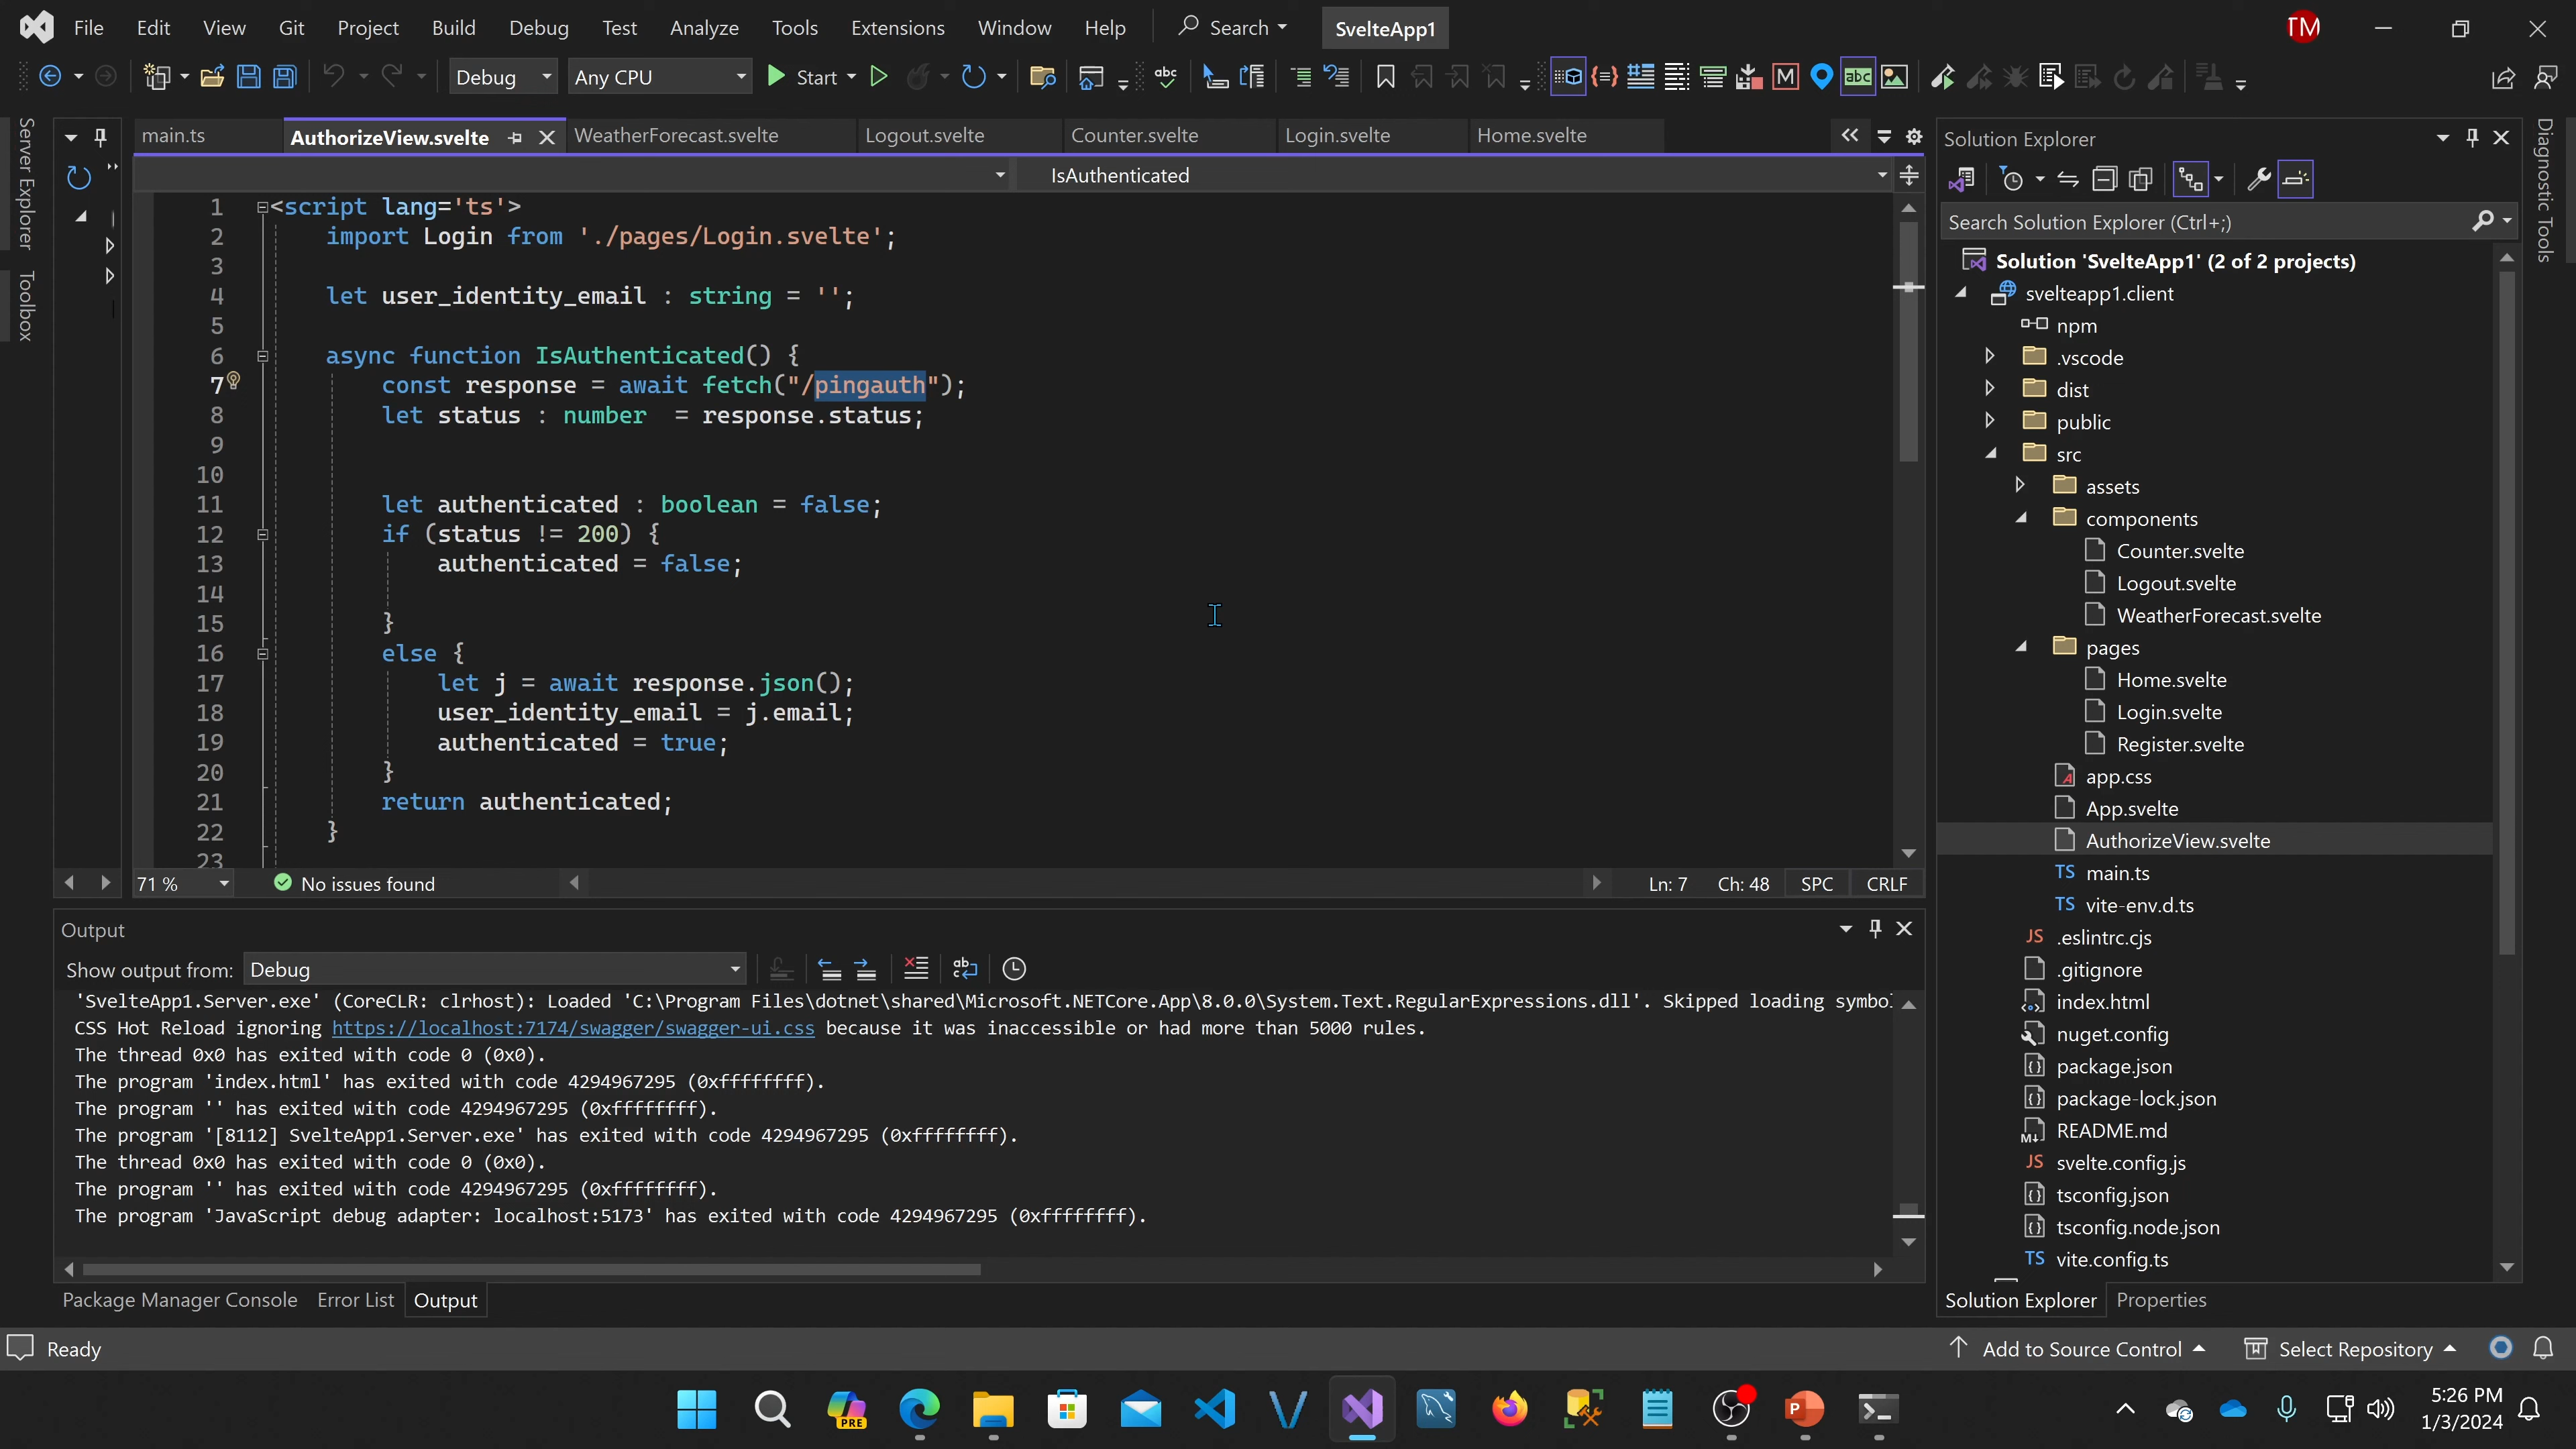 File Edit View Git Project Build Debug Test Analyze Tools Extensions Window Help Search SvelteApp1 TM
Debug Any CPU Start
Server Explorer
Toolbox
Diagnostic Tools
main.ts AuthorizeView.svelte WeatherForecast.svelte Logout.svelte Counter.svelte Login.svelte Home.svelte
IsAuthenticated
1 <script lang='ts'>
2 import Login from './pages/Login.svelte';
3
4 let user_identity_email : string = '';
5
6 async function IsAuthenticated() {
7 const response = await fetch("/pingauth");
8 let status : number  = response.status;
9
10
11 let authenticated : boolean = false;
12 if (status != 200) {
13 authenticated = false;
14
15 }
16 else {
17 let j = await response.json();
18 user_identity_email = j.email;
19 authenticated = true;
20 }
21 return authenticated;
22 }
23
71 % No issues found Ln: 7 Ch: 48 SPC CRLF
Output
Show output from: Debug
'SvelteApp1.Server.exe' (CoreCLR: clrhost): Loaded 'C:\Program Files\dotnet\shared\Microsoft.NETCore.App\8.0.0\System.Text.RegularExpressions.dll'. Skipped loading symbo
CSS Hot Reload ignoring https://localhost:7174/swagger/swagger-ui.css because it was inaccessible or had more than 5000 rules.
The thread 0x0 has exited with code 0 (0x0).
The program 'index.html' has exited with code 4294967295 (0xffffffff).
The program '' has exited with code 4294967295 (0xffffffff).
The program '[8112] SvelteApp1.Server.exe' has exited with code 4294967295 (0xffffffff).
The thread 0x0 has exited with code 0 (0x0).
The program '' has exited with code 4294967295 (0xffffffff).
The program 'JavaScript debug adapter: localhost:5173' has exited with code 4294967295 (0xffffffff).
Package Manager Console Error List Output
Solution Explorer
Search Solution Explorer (Ctrl+;)
Solution 'SvelteApp1' (2 of 2 projects)
svelteapp1.client
npm
.vscode
dist
public
src
assets
components
Counter.svelte
Logout.svelte
WeatherForecast.svelte
pages
Home.svelte
Login.svelte
Register.svelte
app.css
App.svelte
AuthorizeView.svelte
TS main.ts
TS vite-env.d.ts
JS .eslintrc.cjs
.gitignore
index.html
nuget.config
package.json
package-lock.json
README.md
JS svelte.config.js
tsconfig.json
tsconfig.node.json
TS vite.config.ts
Solution Explorer Properties
Ready Add to Source Control Select Repository
PRE
5:26 PM
1/3/2024